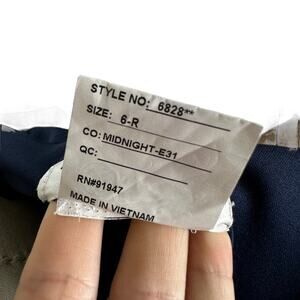 STYLE NO: 6828**
SIZE: 6-R
CO: MIDNIGHT-E31
QC:
RN#91947
MADE IN VIETNAM